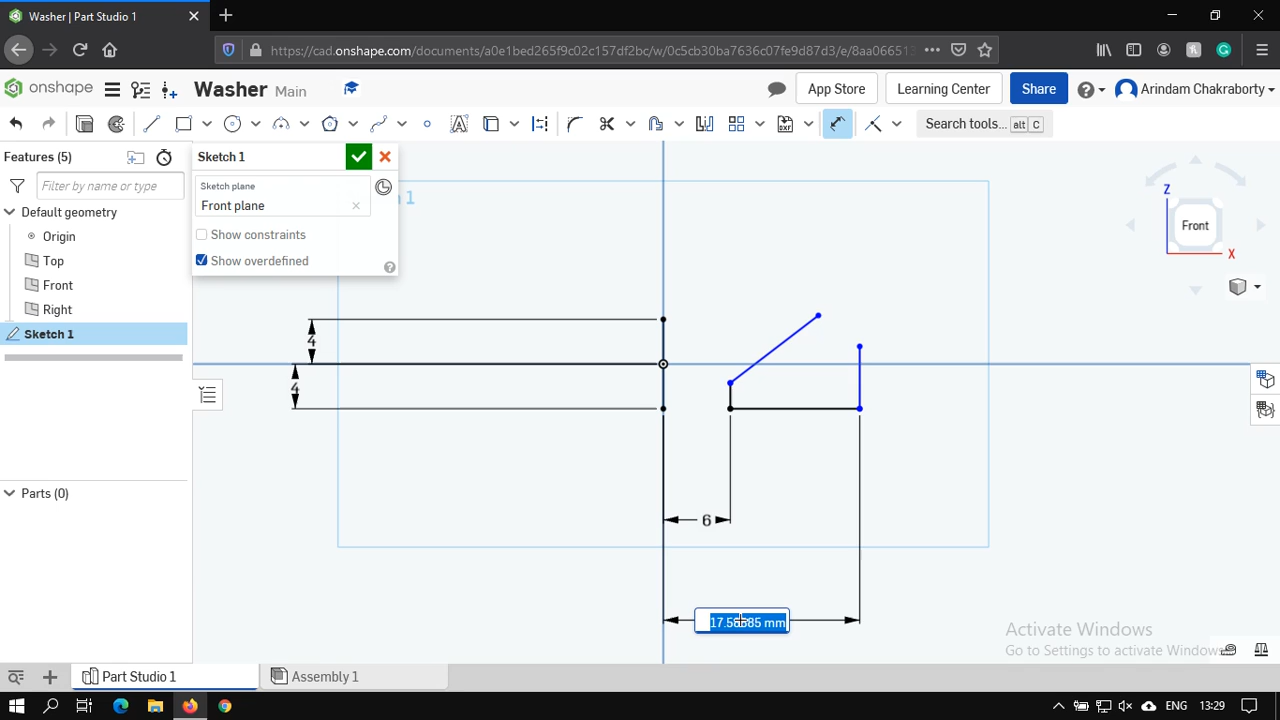 Washer | Part Studio 1
https://cad.onshape.com/documents/a0e1bed265f9c02c157df2bc/w/0c5cb30ba7636c07fe9d87d3/e/8aa066513
onshape
Washer Main
App Store
Learning Center
Share
Arindam Chakraborty
Search tools... alt C
Features (5)
Filter by name or type
Default geometry
Origin
Top
Front
Right
Sketch 1
Parts (0)
Sketch 1
Sketch plane
Front plane
Show constraints
Show overdefined
1
Z
Front
X
4
4
6
mm
Activate Windows
Go to Settings to activate Windows
Part Studio 1
Assembly 1
ENG
13:29